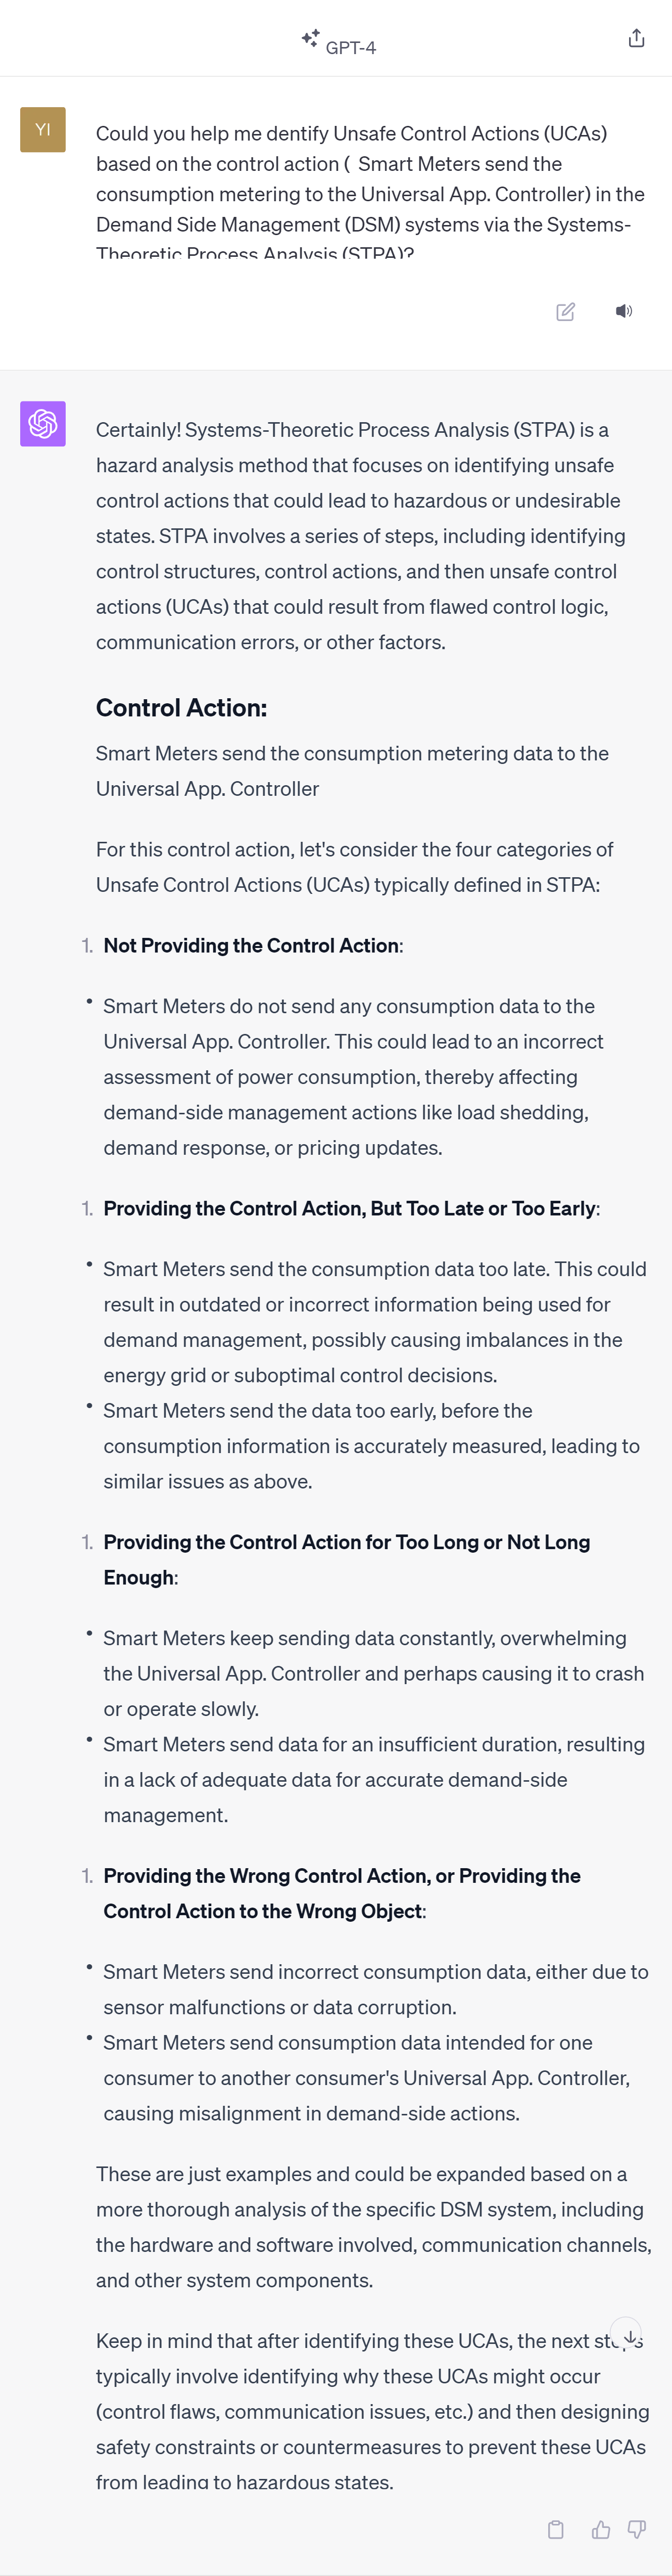 GPT-4
YI
Could you help me dentify Unsafe Control Actions (UCAs)
based on the control action (  Smart Meters send the
consumption metering to the Universal App. Controller) in the
Demand Side Management (DSM) systems via the Systems-
Theoretic Process Analysis (STPA)?
Certainly! Systems-Theoretic Process Analysis (STPA) is a
hazard analysis method that focuses on identifying unsafe
control actions that could lead to hazardous or undesirable
states. STPA involves a series of steps, including identifying
control structures, control actions, and then unsafe control
actions (UCAs) that could result from flawed control logic,
communication errors, or other factors.
Control Action:
Smart Meters send the consumption metering data to the
Universal App. Controller
For this control action, let's consider the four categories of
Unsafe Control Actions (UCAs) typically defined in STPA:
1. Not Providing the Control Action:
• Smart Meters do not send any consumption data to the
Universal App. Controller. This could lead to an incorrect
assessment of power consumption, thereby affecting
demand-side management actions like load shedding,
demand response, or pricing updates.
1. Providing the Control Action, But Too Late or Too Early:
• Smart Meters send the consumption data too late. This could
result in outdated or incorrect information being used for
demand management, possibly causing imbalances in the
energy grid or suboptimal control decisions.
• Smart Meters send the data too early, before the
consumption information is accurately measured, leading to
similar issues as above.
1. Providing the Control Action for Too Long or Not Long
Enough:
• Smart Meters keep sending data constantly, overwhelming
the Universal App. Controller and perhaps causing it to crash
or operate slowly.
• Smart Meters send data for an insufficient duration, resulting
in a lack of adequate data for accurate demand-side
management.
1. Providing the Wrong Control Action, or Providing the
Control Action to the Wrong Object:
• Smart Meters send incorrect consumption data, either due to
sensor malfunctions or data corruption.
• Smart Meters send consumption data intended for one
consumer to another consumer's Universal App. Controller,
causing misalignment in demand-side actions.
These are just examples and could be expanded based on a
more thorough analysis of the specific DSM system, including
the hardware and software involved, communication channels,
and other system components.
Keep in mind that after identifying these UCAs, the next steps
typically involve identifying why these UCAs might occur
(control flaws, communication issues, etc.) and then designing
safety constraints or countermeasures to prevent these UCAs
from leading to hazardous states.